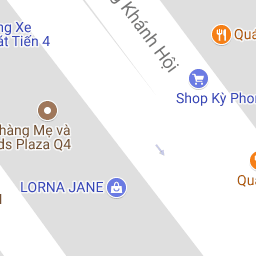 ng Xe
át Tiến 4
g Khánh Hội
Quá
Shop Kỳ Phon
hàng Mẹ và
ds Plaza Q4
LORNA JANE
Quá